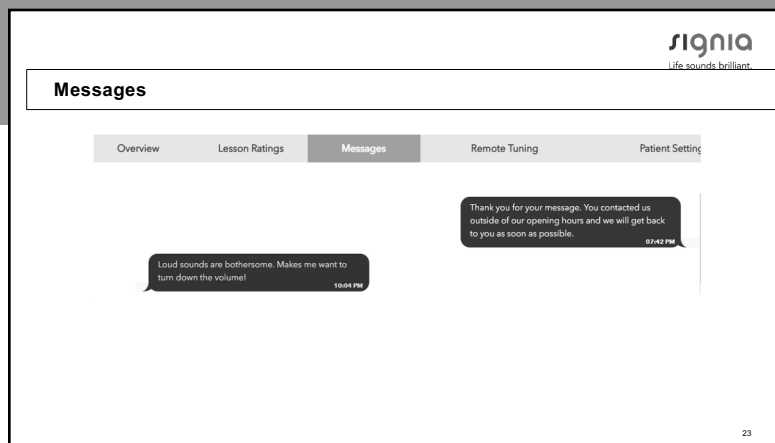 signia
Life sounds brilliant.
Messages
Overview Lesson Ratings Messages Remote Tuning Patient Setting
Thank you for your message. You contacted us
outside of our opening hours and we will get back
to you as soon as possible.
07:42 PM
Loud sounds are bothersome. Makes me want to
turn down the volume!
10:04 PM
23